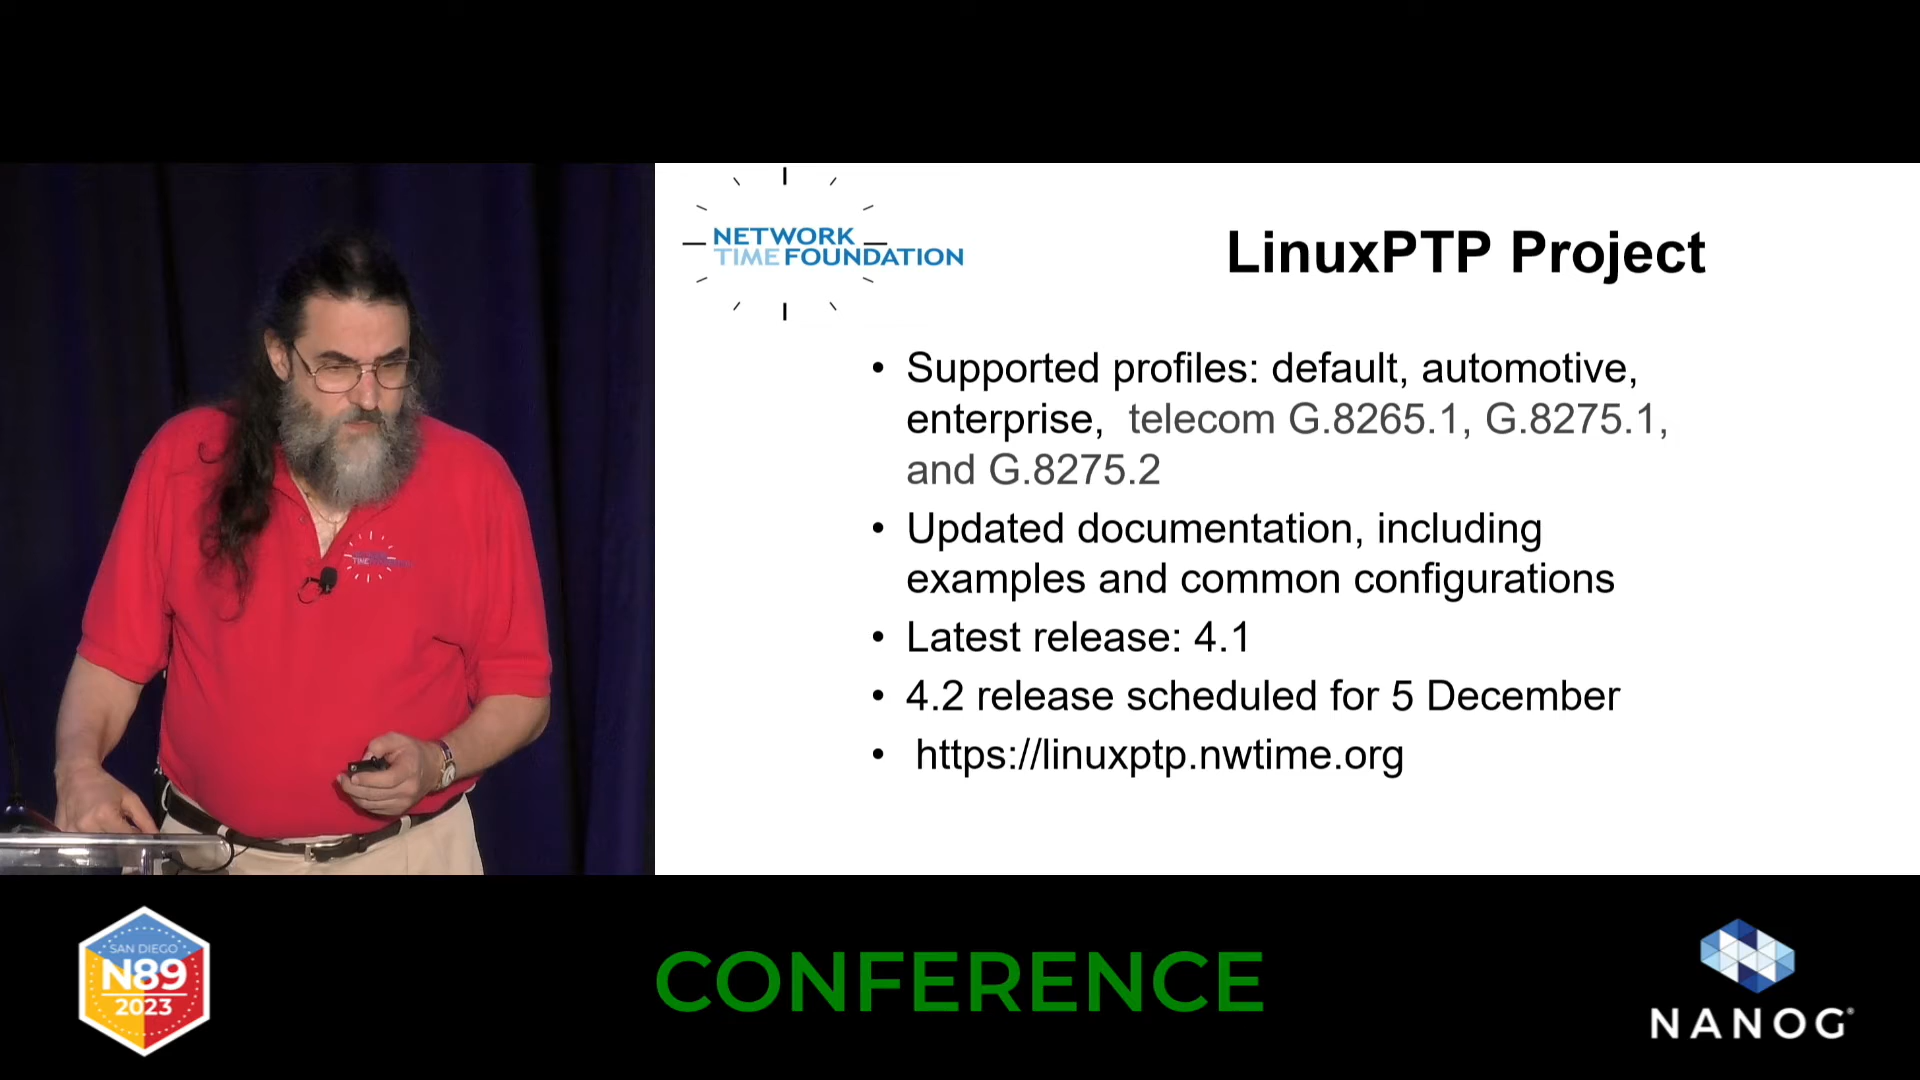 NETWORK
TIME FOUNDATION
LinuxPTP Project
• Supported profiles: default, automotive,
enterprise, telecom G.8265.1, G.8275.1,
and G.8275.2
• Updated documentation, including
examples and common configurations
• Latest release: 4.1
• 4.2 release scheduled for 5 December
• https://linuxptp.nwtime.org
SAN DIEGO
N89
2023
CONFERENCE
NANOG®